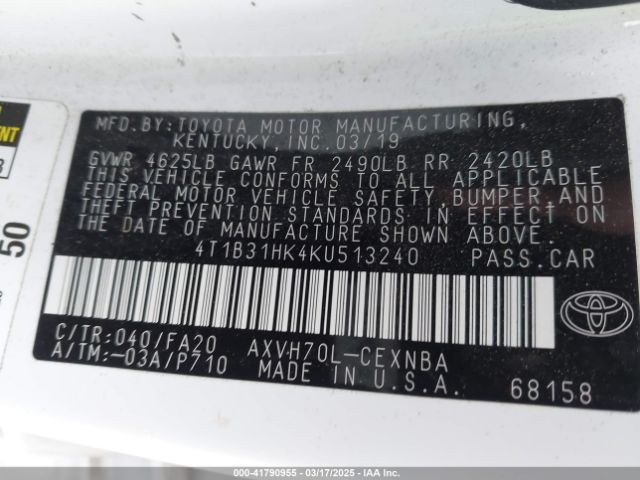 MFD.BY:TOYOTA MOTOR MANUFACTURING,
KENTUCKY,INC.03/19
GVWR 4625LB GAWR FR 2490LB RR 2420LB
THIS VEHICLE CONFORMS TO ALL APPLICABLE
FEDERAL MOTOR VEHICLE SAFETY,BUMPER,AND
THEFT PREVENTION STANDARDS IN EFFECT ON
THE DATE OF MANUFACTURE SHOWN ABOVE.
4T1B31HK4KU513240 PASS.CAR
C/TR:040/FA20 AXVH70L-CEXNBA
A/TM:-03A/P710 MADE IN U.S.A. 68158
50
000-41790955 - 03/17/2025 - IAA Inc.